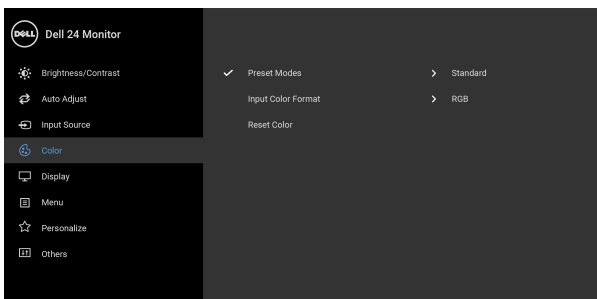 DELL Dell 24 Monitor
Brightness/Contrast Preset Modes Standard
Auto Adjust Input Color Format RGB
Input Source Reset Color
Color
Display
Menu
Personalize
Others